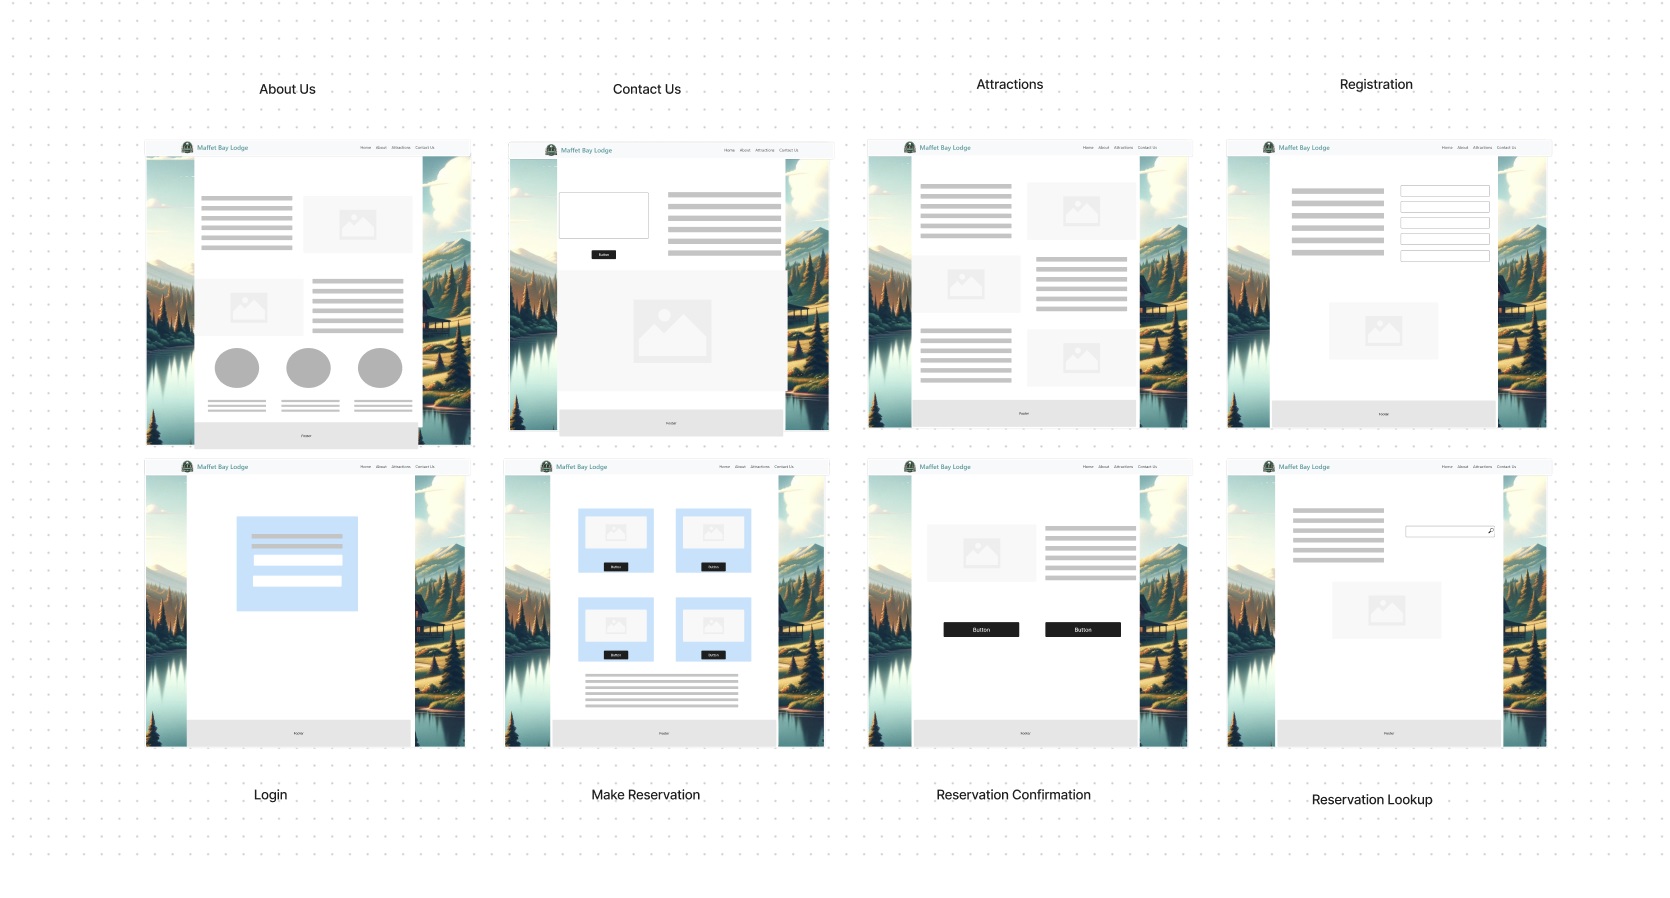 About Us
Contact Us
Attractions
Registration
Maffet Bay Lodge
Home About Attractions Contact Us
Maffet Bay Lodge
Home About Attractions Contact Us
Maffet Bay Lodge
Home About Attractions Contact Us
Maffet Bay Lodge
Home About Attractions Contact Us
Button
Footer
Footer
Footer
Footer
Maffet Bay Lodge
Home About Attractions Contact Us
Maffet Bay Lodge
Home About Attractions Contact Us
Maffet Bay Lodge
Home About Attractions Contact Us
Maffet Bay Lodge
Home About Attractions Contact Us
Button
Button
Button
Button
Button
Button
Footer
Footer
Footer
Footer
Login
Make Reservation
Reservation Confirmation
Reservation Lookup